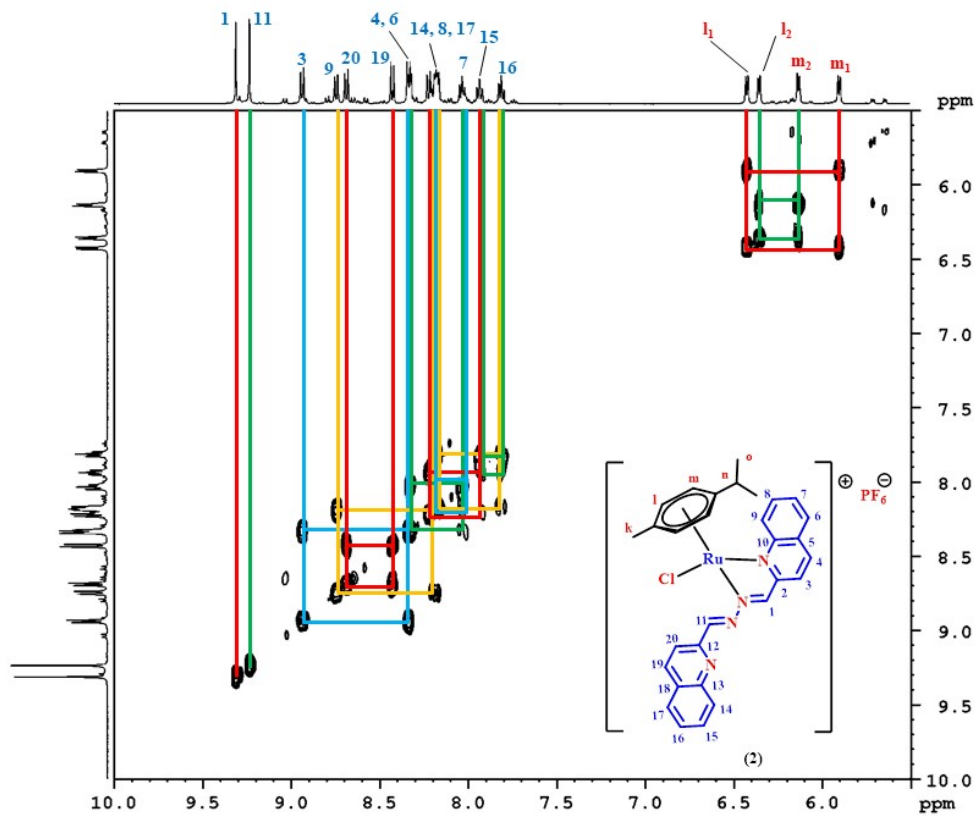 1 11 3 9 20 19 4, 6 14, 8, 17 7 15 16 l₁ l₂ m₂ m₁
ppm
6.0
6.5
7.0
7.5
8.0
8.5
9.0
9.5
10.0
o
m n
l
k
8 7
9 6
10 5
N 4
Ru
Cl 3
2
N 1
11 N
20 12
19 N
18 13
17 14
16 15
⊕ PF₆ ⊖
(2)
10.0 9.5 9.0 8.5 8.0 7.5 7.0 6.5 6.0 ppm